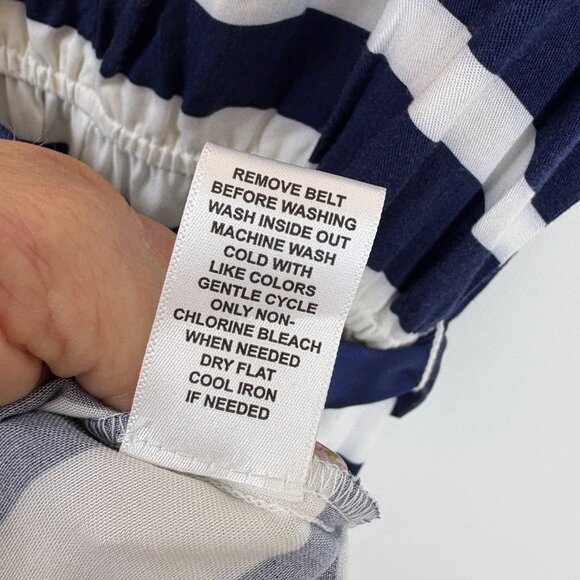 REMOVE BELT
BEFORE WASHING
WASH INSIDE OUT
MACHINE WASH
COLD WITH
LIKE COLORS
GENTLE CYCLE
ONLY NON-
CHLORINE BLEACH
WHEN NEEDED
DRY FLAT
COOL IRON
IF NEEDED